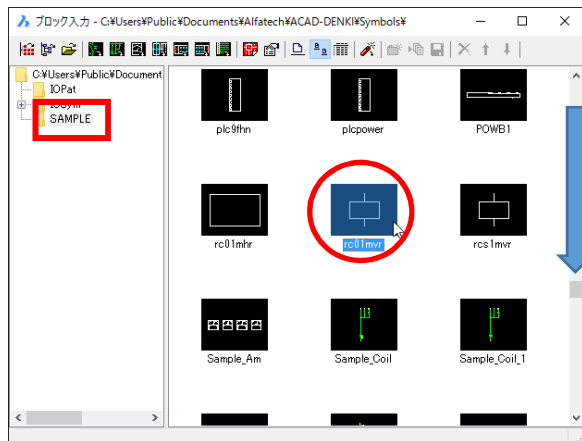 ブロック入力 - C:¥Users¥Public¥Documents¥Alfatech¥ACAD-DENKI¥Symbols¥
C:¥Users¥Public¥Document
IOPat
SAMPLE
plc9fhn
plcpower
POWB1
rc01mhr
rc01mvr
rcs1mvr
Sample_Am
Sample_Coil
Sample_Coil_1